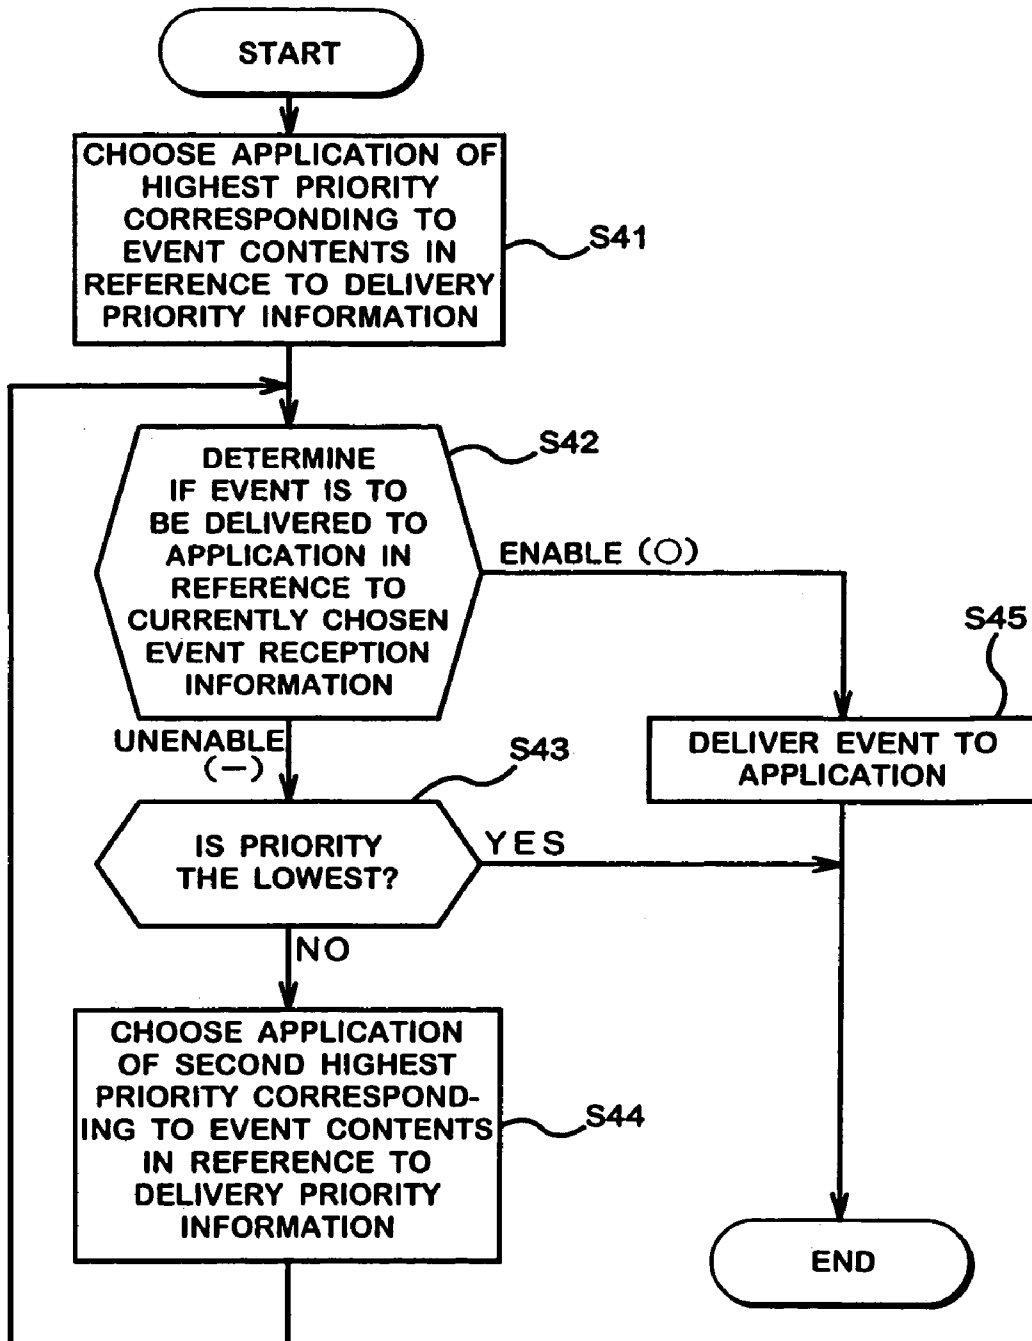 START
CHOOSE APPLICATION OF
HIGHEST PRIORITY
CORRESPONDING TO
EVENT CONTENTS IN
REFERENCE TO DELIVERY
PRIORITY INFORMATION
S41
DETERMINE
IF EVENT IS TO
BE DELIVERED TO
APPLICATION IN
REFERENCE TO
CURRENTLY CHOSEN
EVENT RECEPTION
INFORMATION
S42
ENABLE (○)
UNENABLE
(—)
S45
DELIVER EVENT TO
APPLICATION
S43
IS PRIORITY
THE LOWEST?
YES
NO
CHOOSE APPLICATION
OF SECOND HIGHEST
PRIORITY CORRESPOND-
ING TO EVENT CONTENTS
IN REFERENCE TO
DELIVERY PRIORITY
INFORMATION
S44
END